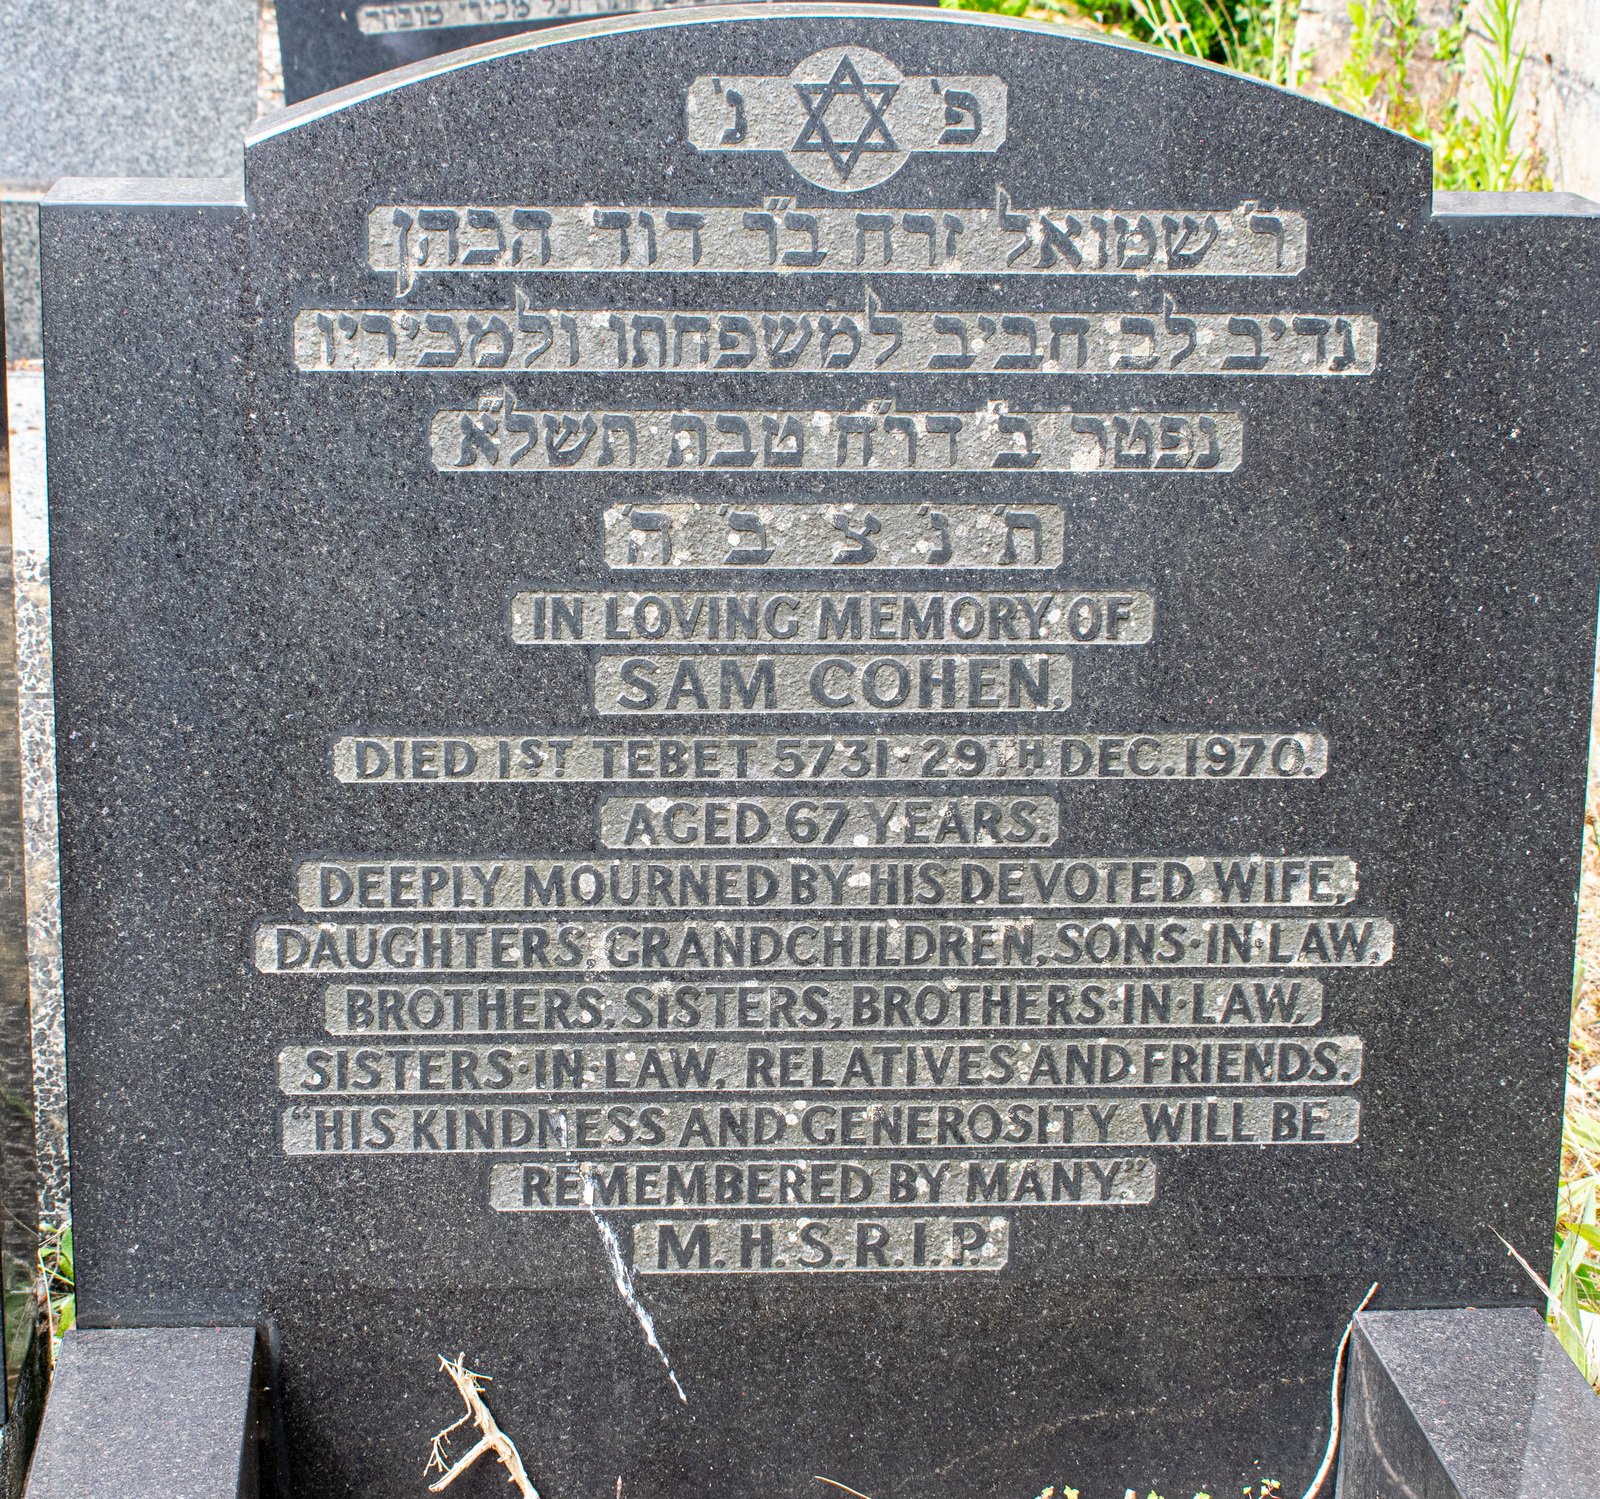 פ' נ'
ר' שמואל זרח ב"ר דוד הכהן
נדיב לב חביב למשפחתו ולמכיריו
נפטר ב' דר"ח טבת תשל"א
ת' נ' צ' ב' ה'
IN LOVING MEMORY OF
SAM COHEN,
DIED 1ST TEBET 5731·29TH DEC. 1970.
AGED 67 YEARS.
DEEPLY MOURNED BY HIS DEVOTED WIFE,
DAUGHTERS, GRANDCHILDREN, SONS·IN·LAW,
BROTHERS, SISTERS, BROTHERS·IN·LAW,
SISTERS·IN·LAW, RELATIVES AND FRIENDS.
"HIS KINDNESS AND GENEROSITY WILL BE
REMEMBERED BY MANY"
M.H.S.R.I.P.